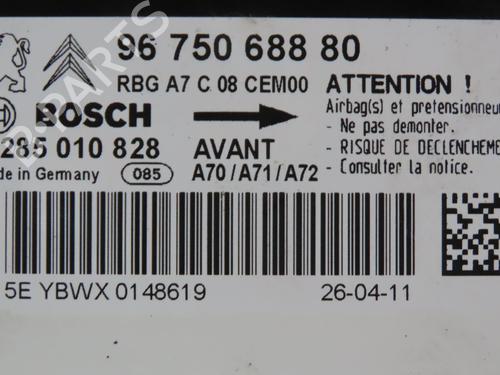 96 750 688 80
RBG A7 C 08 CEM00
ATTENTION !
BOSCH
Airbag(s) et pretensionneu
285 010 828
AVANT
- Ne pas demonter.
- RISQUE DE DECLENCHEME
de in Germany
085
A70/A71/A72
- Consulter la notice.
5E YBWX 0148619
26-04-11
B-PARTS